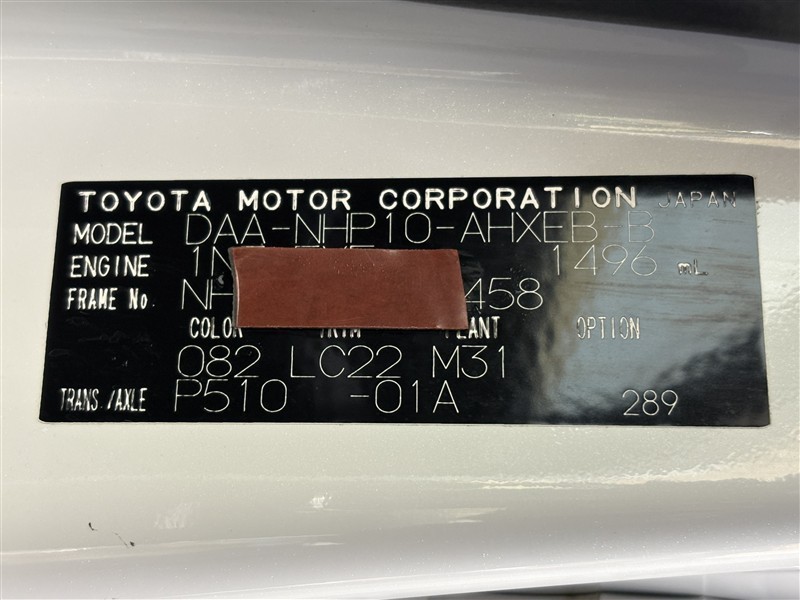 TOYOTA MOTOR CORPORATION JAPAN
MODEL DAA-NHP10-AHXEB-B
ENGINE 1496 mL
FRAME No. NH 458
COLOR TRIM PLANT OPTION
082 LC22 M31
TRANS./AXLE P510 -01A 289